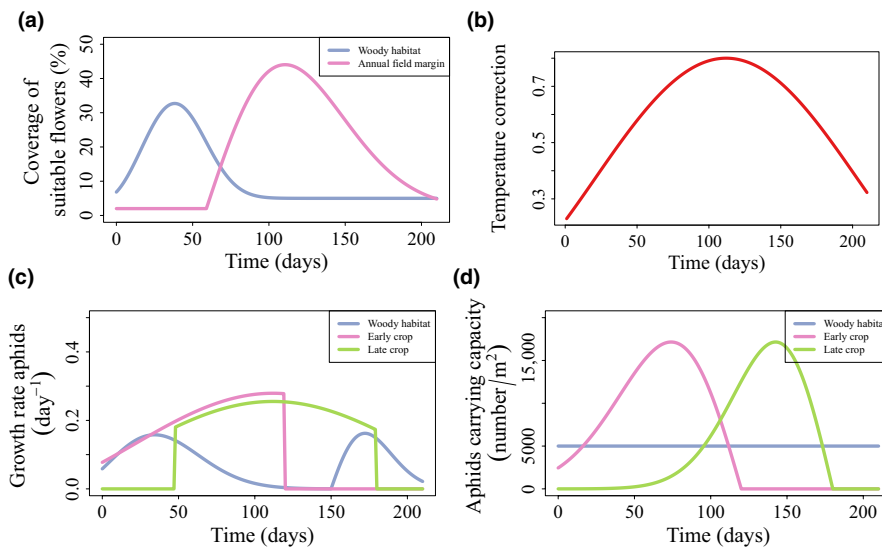 (a)
Coverage of
suitable flowers (%)
50
40
30
20
10
0
Woody habitat
Annual field margin
0 50 100 150 200
Time (days)
(b)
Temperature correction
0.7
0.5
0.3
0 50 100 150 200
Time (days)
(c)
Growth rate aphids
(day⁻¹)
0.4
0.2
0.0
Woody habitat
Early crop
Late crop
0 50 100 150 200
Time (days)
(d)
Aphids carrying capacity
(number/m²)
15,000
5000
0
Woody habitat
Early crop
Late crop
0 50 100 150 200
Time (days)